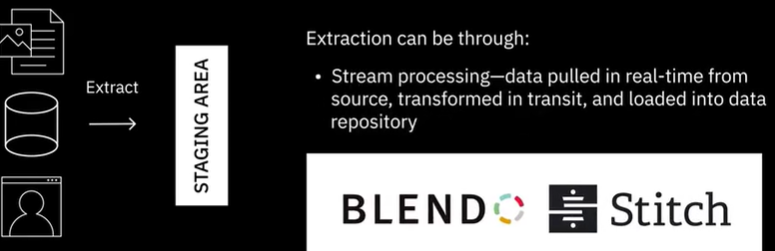 Extract
STAGING AREA
Extraction can be through:
• Stream processing—data pulled in real-time from
source, transformed in transit, and loaded into data
repository
BLENDO
Stitch